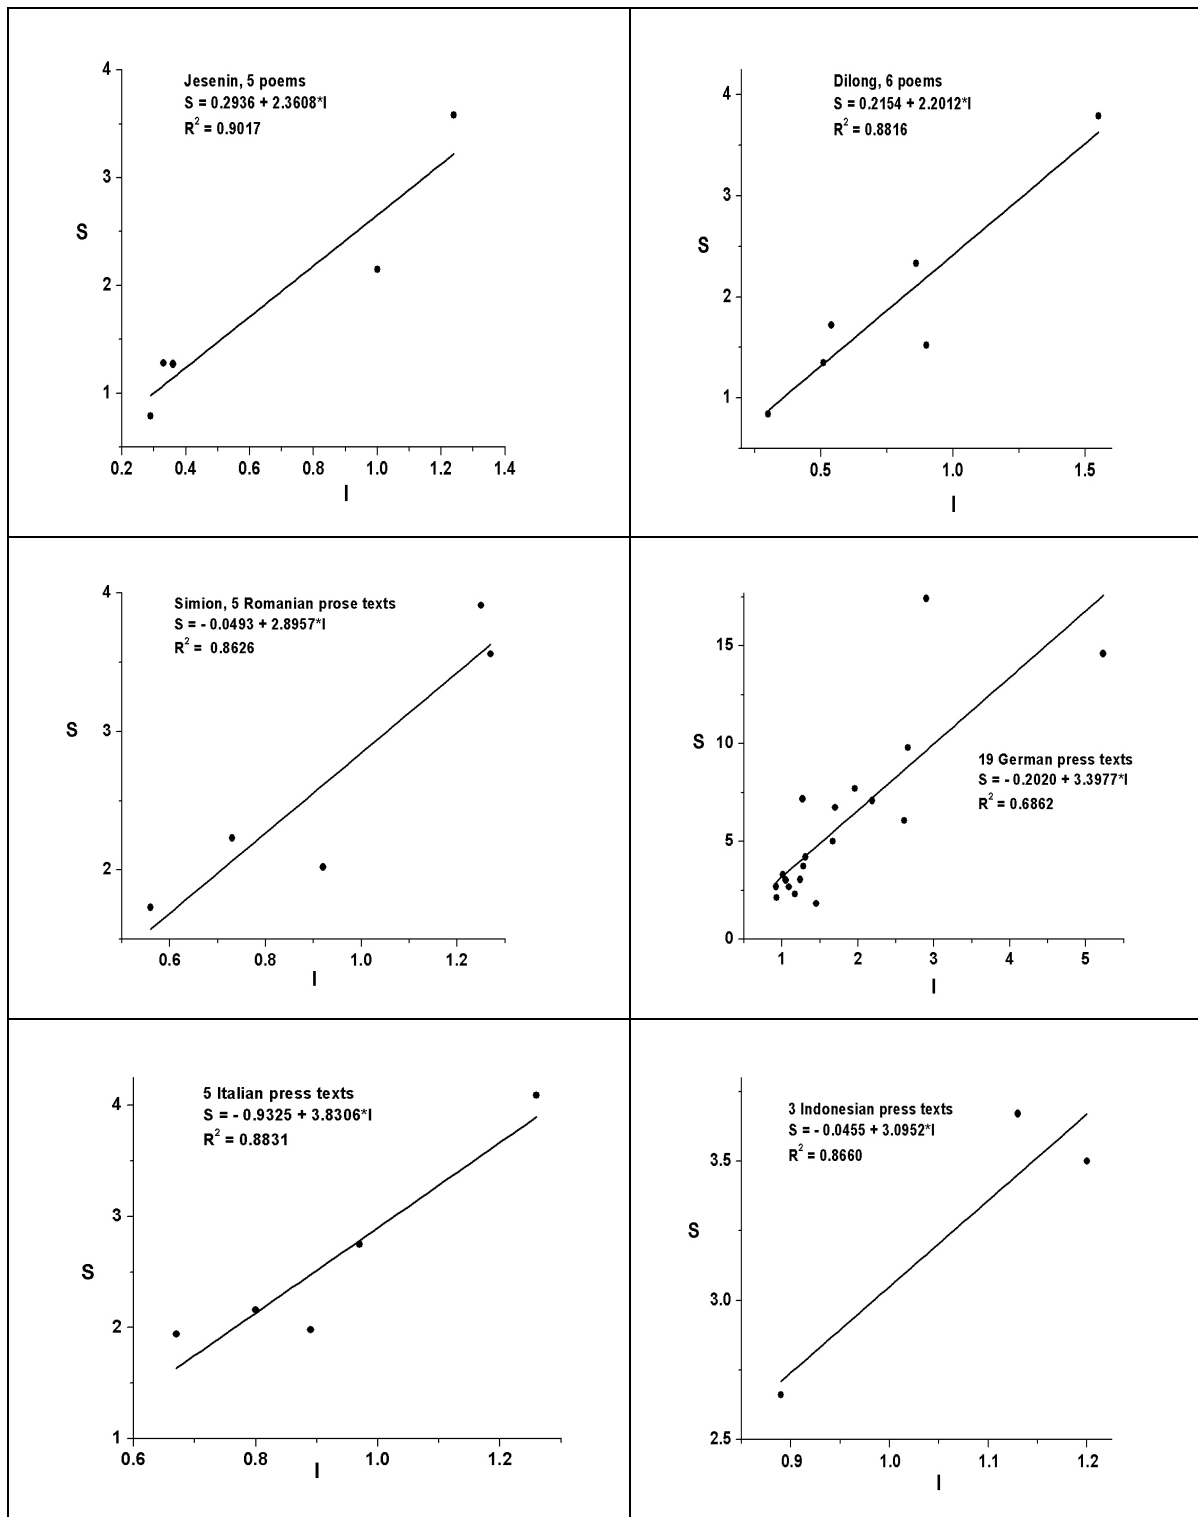 Jesenin, 5 poems
S = 0.2936 + 2.3608*I
R² = 0.9017
4
3
S
2
1
0.2 0.4 0.6 0.8 1.0 1.2 1.4
I
Dilong, 6 poems
S = 0.2154 + 2.2012*I
R² = 0.8816
4
3
S
2
1
0.5 1.0 1.5
I
Simion, 5 Romanian prose texts
S = - 0.0493 + 2.8957*I
R² = 0.8626
4
3
S
2
0.6 0.8 1.0 1.2
I
15
10
S
5
0
19 German press texts
S = - 0.2020 + 3.3977*I
R² = 0.6862
1 2 3 4 5
I
5 Italian press texts
S = - 0.9325 + 3.8306*I
R² = 0.8831
4
3
S
2
1
0.6 0.8 1.0 1.2
I
3 Indonesian press texts
S = - 0.0455 + 3.0952*I
R² = 0.8660
3.5
S
3.0
2.5
0.9 1.0 1.1 1.2
I